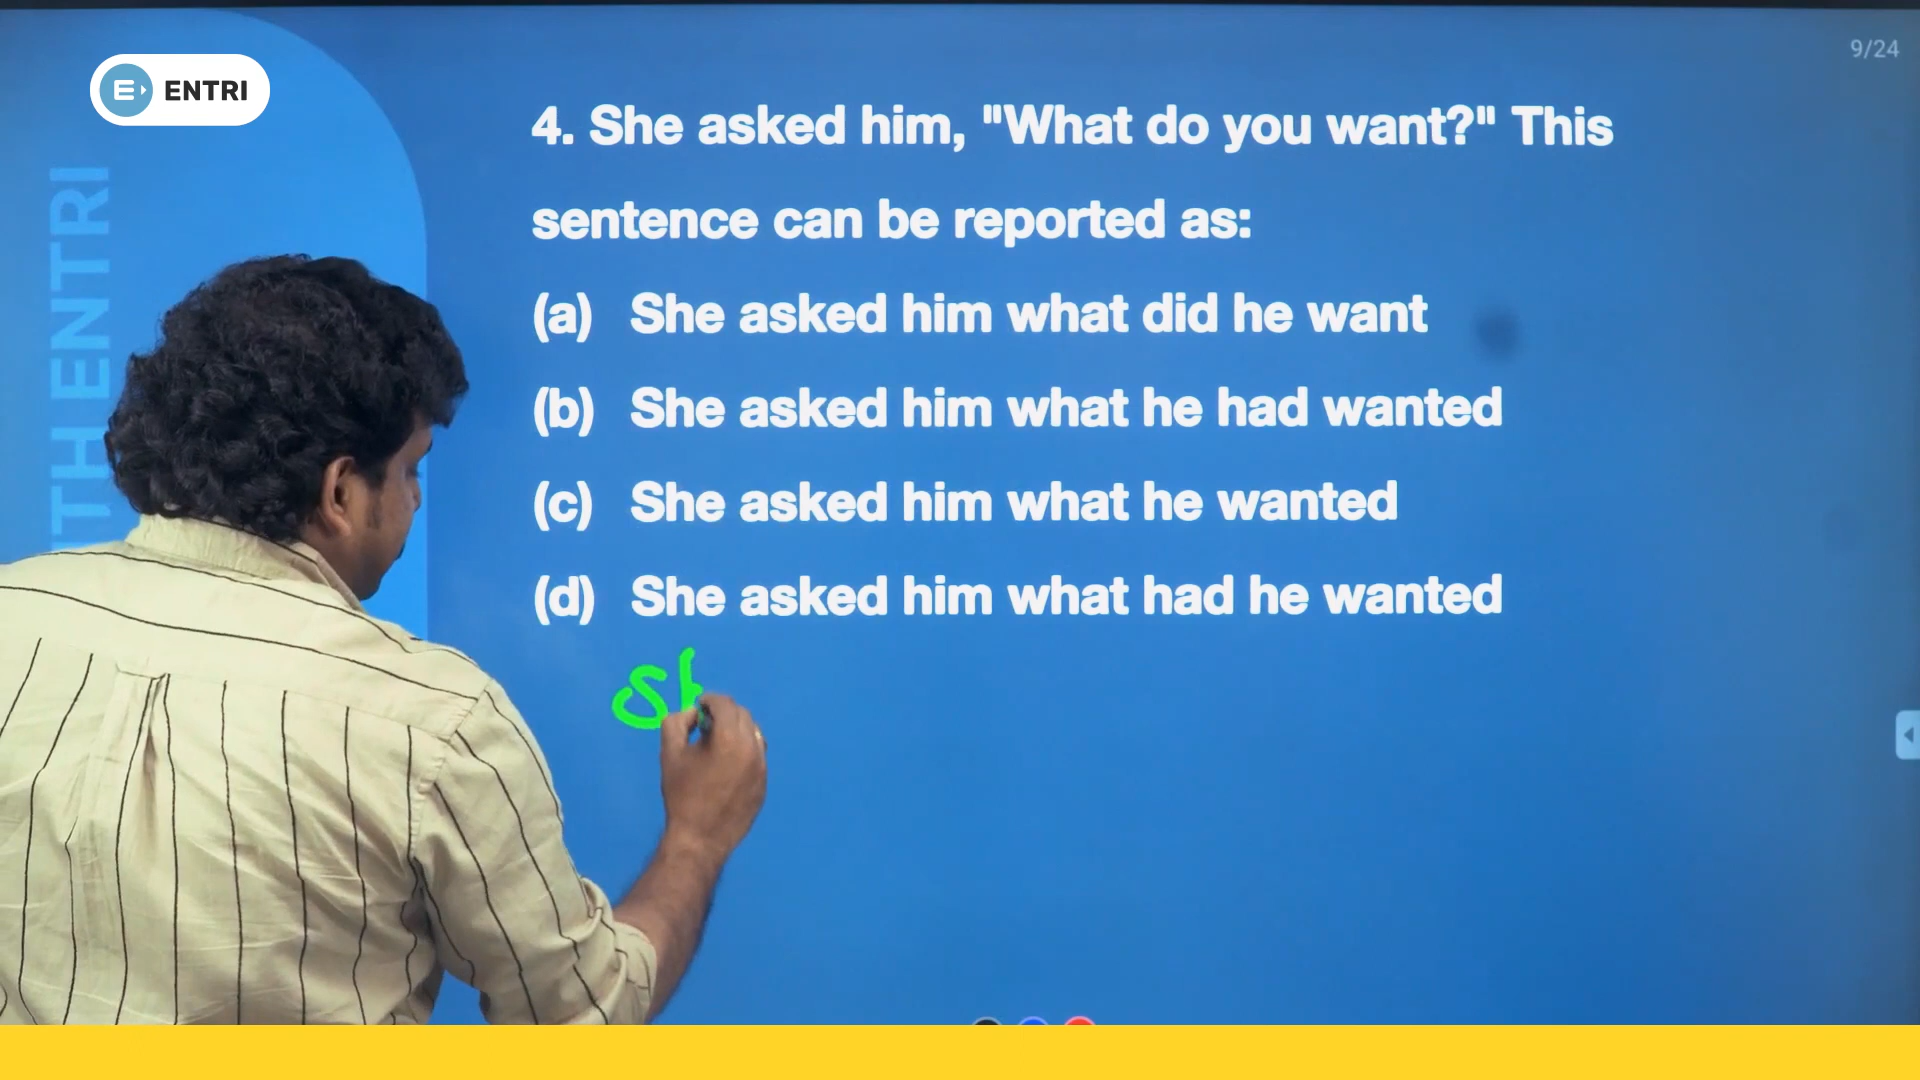 ENTRI
9/24
4. She asked him, "What do you want?" This
sentence can be reported as:
(a) She asked him what did he want
(b) She asked him what he had wanted
(c) She asked him what he wanted
(d) She asked him what had he wanted
ITH ENTRI